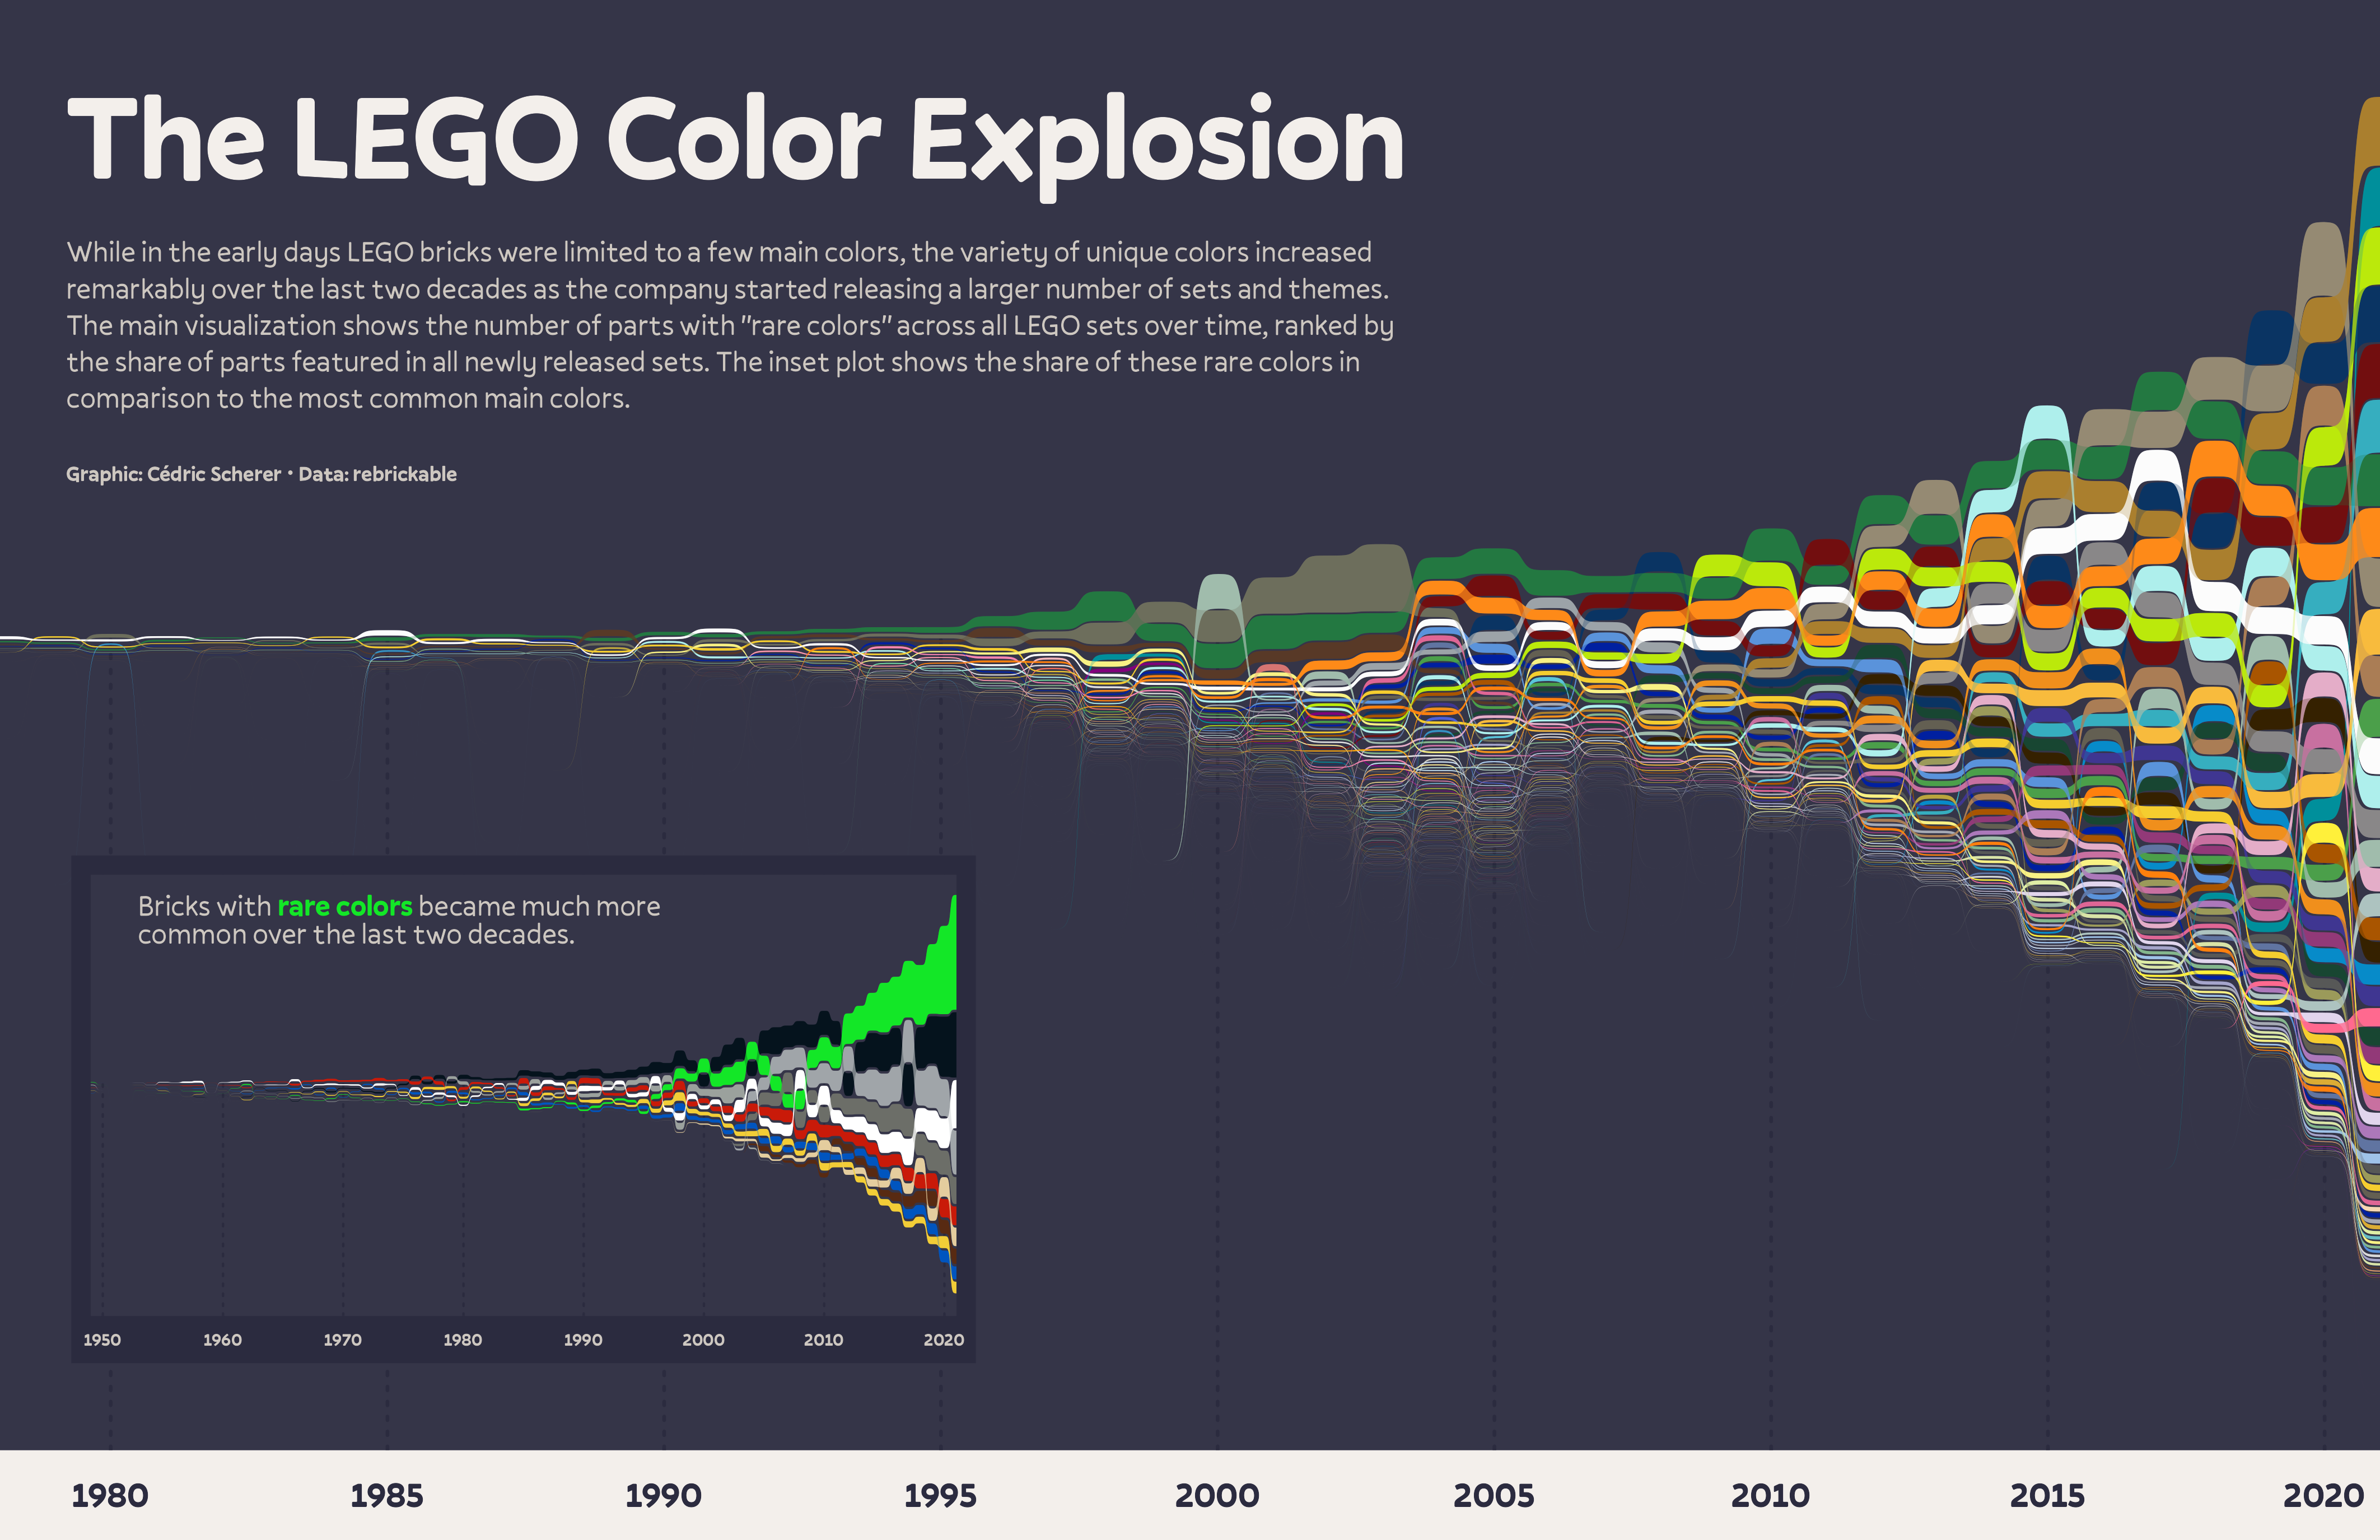 The LEGO Color Explosion
While in the early days LEGO bricks were limited to a few main colors, the variety of unique colors increased
remarkably over the last two decades as the company started releasing a larger number of sets and themes.
The main visualization shows the number of parts with "rare colors" across all LEGO sets over time, ranked by
the share of parts featured in all newly released sets. The inset plot shows the share of these rare colors in
comparison to the most common main colors.
Graphic: Cédric Scherer • Data: rebrickable
Bricks with rare colors became much more
common over the last two decades.
1950 1960 1970 1980 1990 2000 2010 2020
1980 1985 1990 1995 2000 2005 2010 2015 2020